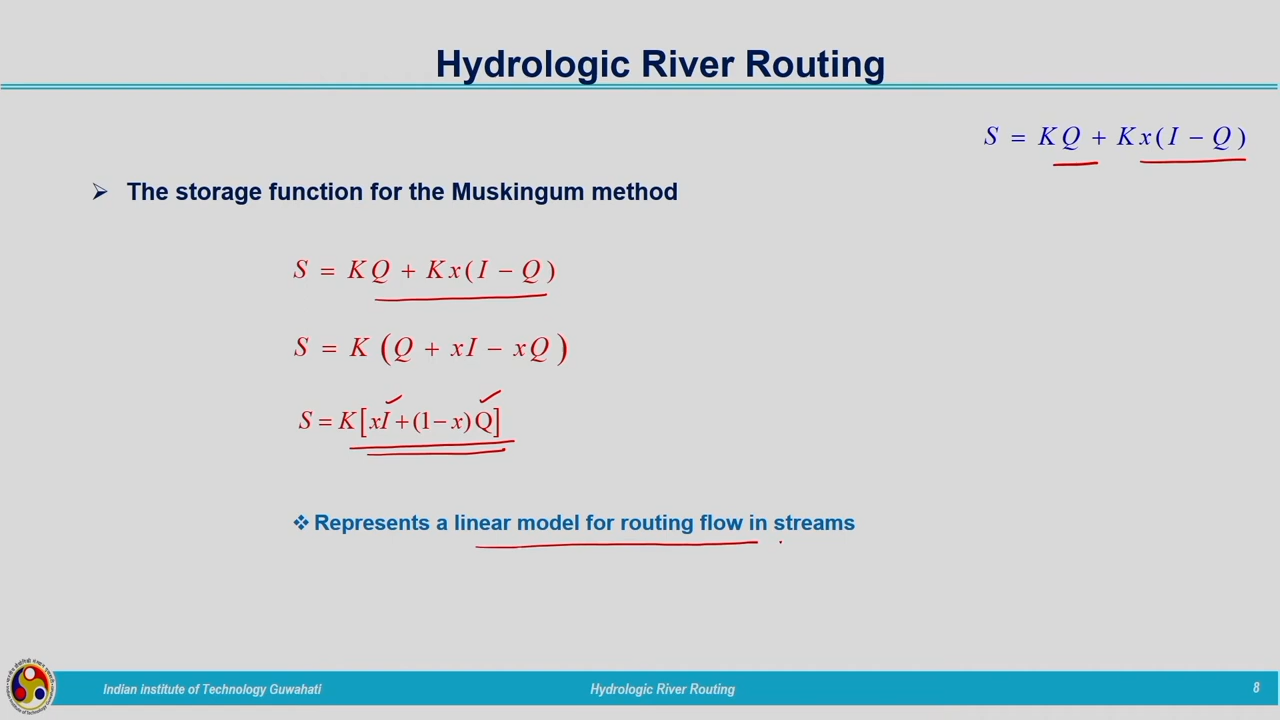 Hydrologic River Routing
S = KQ + Kx(I − Q)
➢ The storage function for the Muskingum method
S = KQ + Kx(I − Q)
S = K (Q + xI − xQ)
S = K[xI + (1 − x)Q]
❖ Represents a linear model for routing flow in streams
Indian institute of Technology Guwahati
Hydrologic River Routing
8